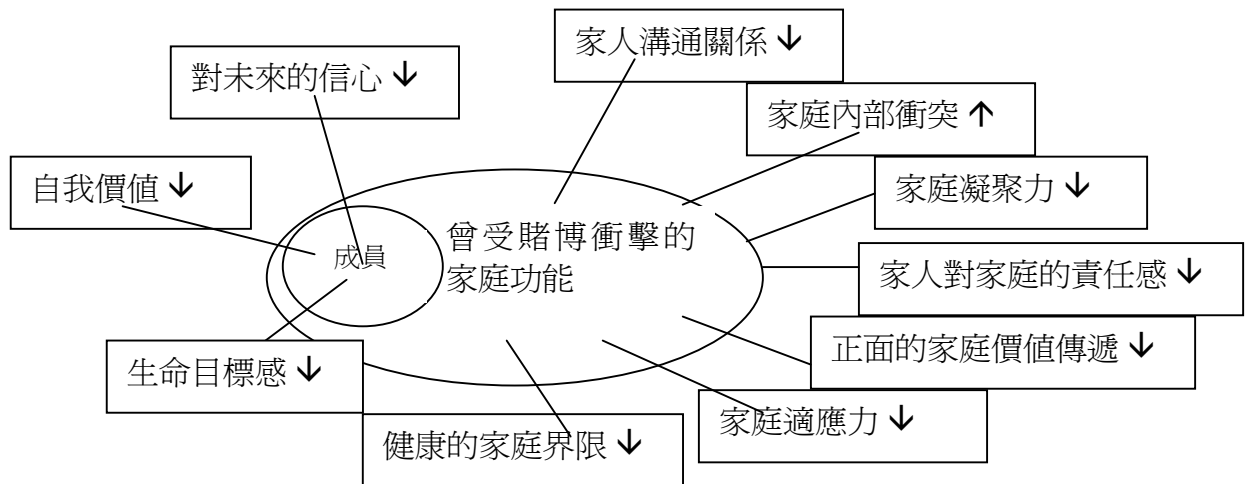 家人溝通關係 ↓
對未來的信心 ↓
家庭內部衝突 ↑
自我價值 ↓
家庭凝聚力 ↓
成員
曾受賭博衝擊的
家庭功能
家人對家庭的責任感 ↓
正面的家庭價值傳遞 ↓
生命目標感 ↓
家庭適應力 ↓
健康的家庭界限 ↓